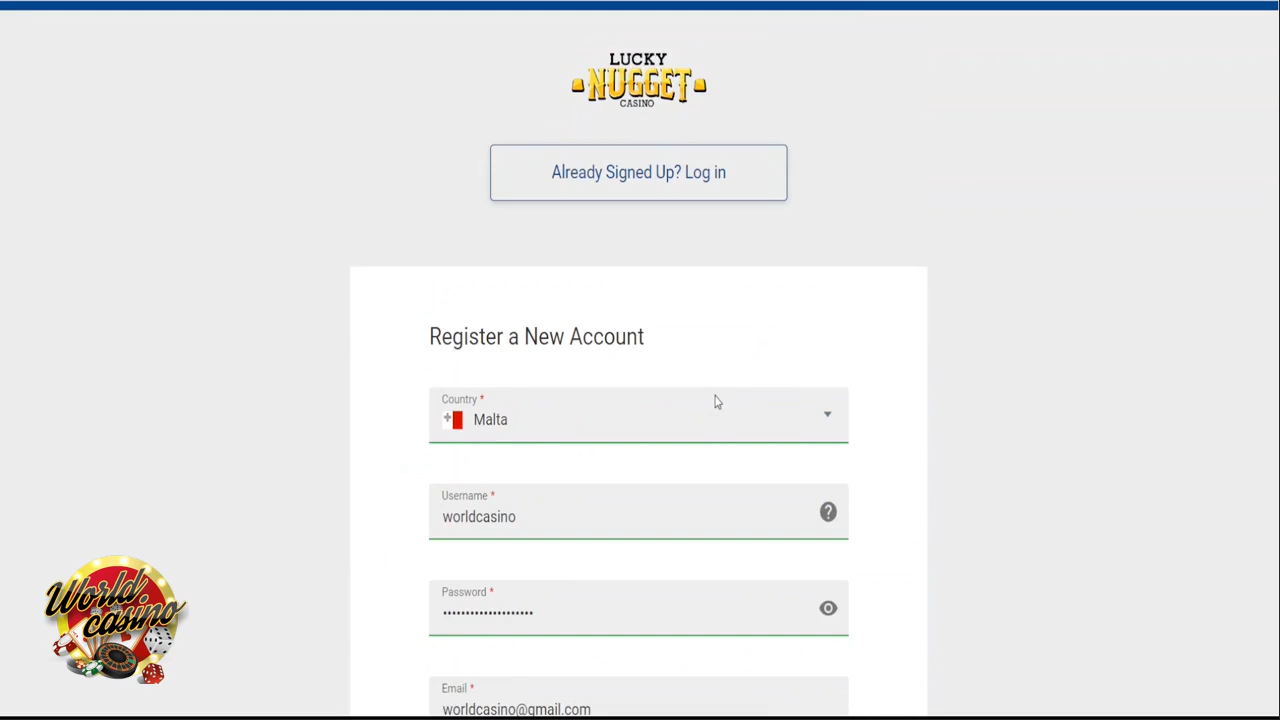 LUCKY
NUGGET
CASINO
Already Signed Up? Log in
Register a New Account
Country *
Malta
Username *
worldcasino
?
Password *
••••••••••••••••••••
Email *
worldcasino@gmail.com
World
casino